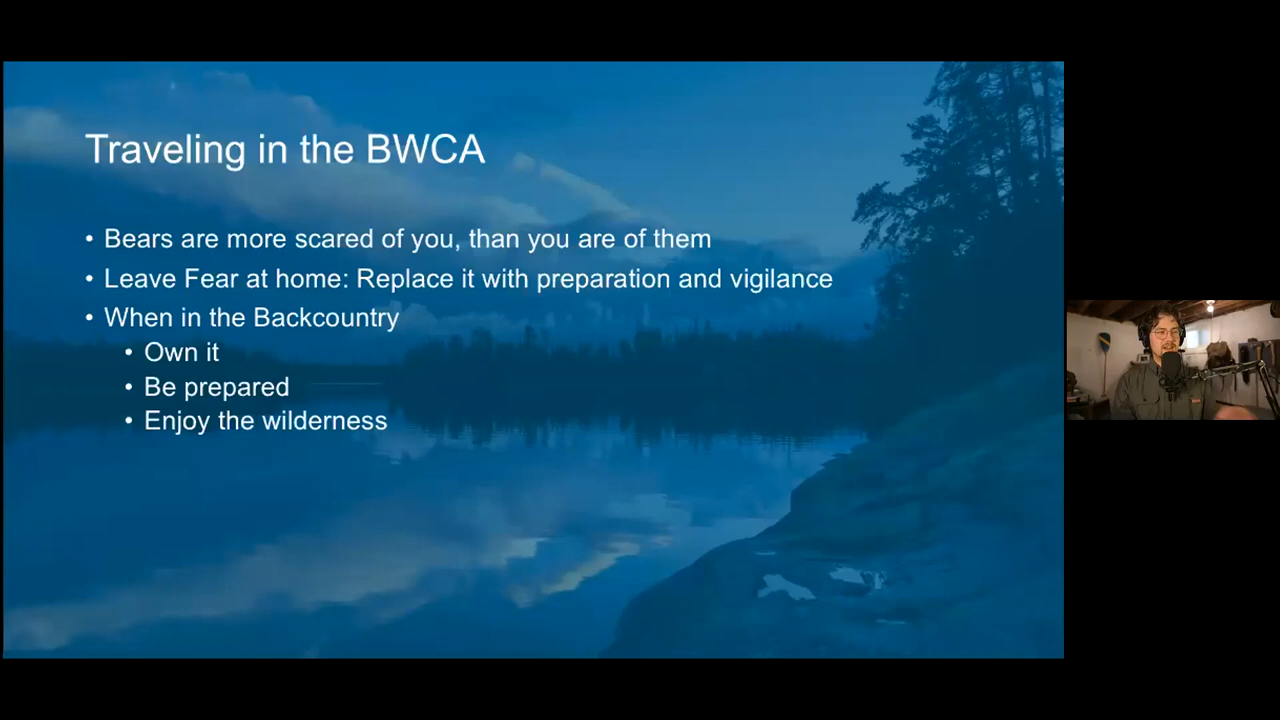 Traveling in the BWCA
• Bears are more scared of you, than you are of them
• Leave Fear at home: Replace it with preparation and vigilance
• When in the Backcountry
• Own it
• Be prepared
• Enjoy the wilderness